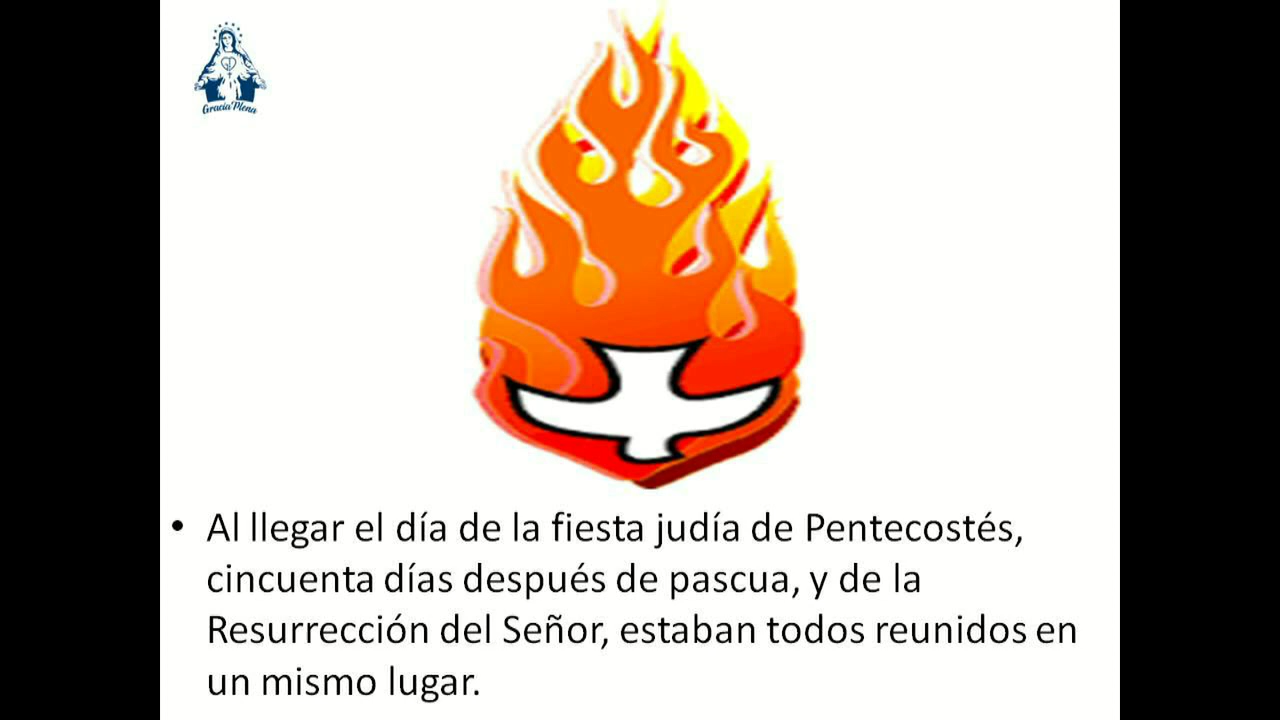 Gracia Plena
• Al llegar el día de la fiesta judía de Pentecostés,
cincuenta días después de pascua, y de la
Resurrección del Señor, estaban todos reunidos en
un mismo lugar.